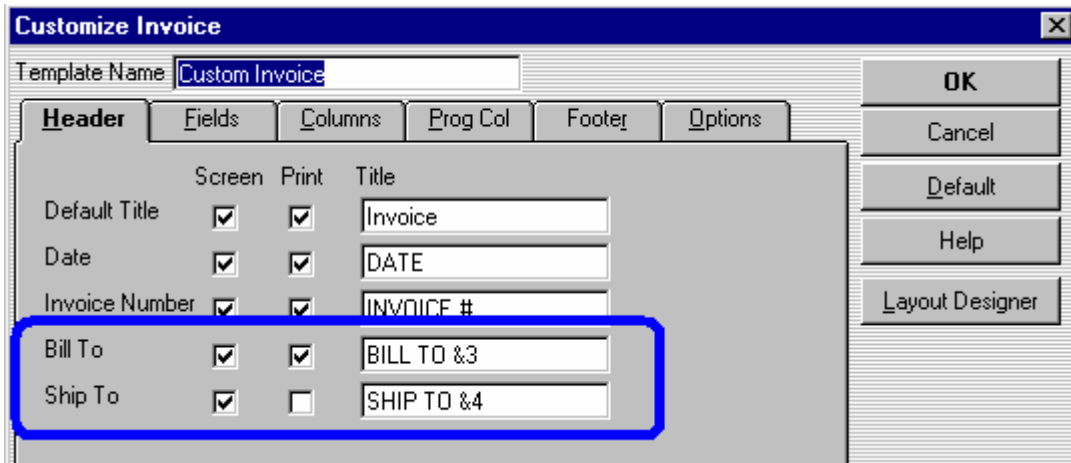 Customize Invoice
Template Name Custom Invoice
OK
Header Fields Columns Prog Col Footer Options
Cancel
Screen Print Title
Default
Default Title Invoice
Help
Date DATE
Invoice Number INVOICE #
Layout Designer
Bill To BILL TO &3
Ship To SHIP TO &4